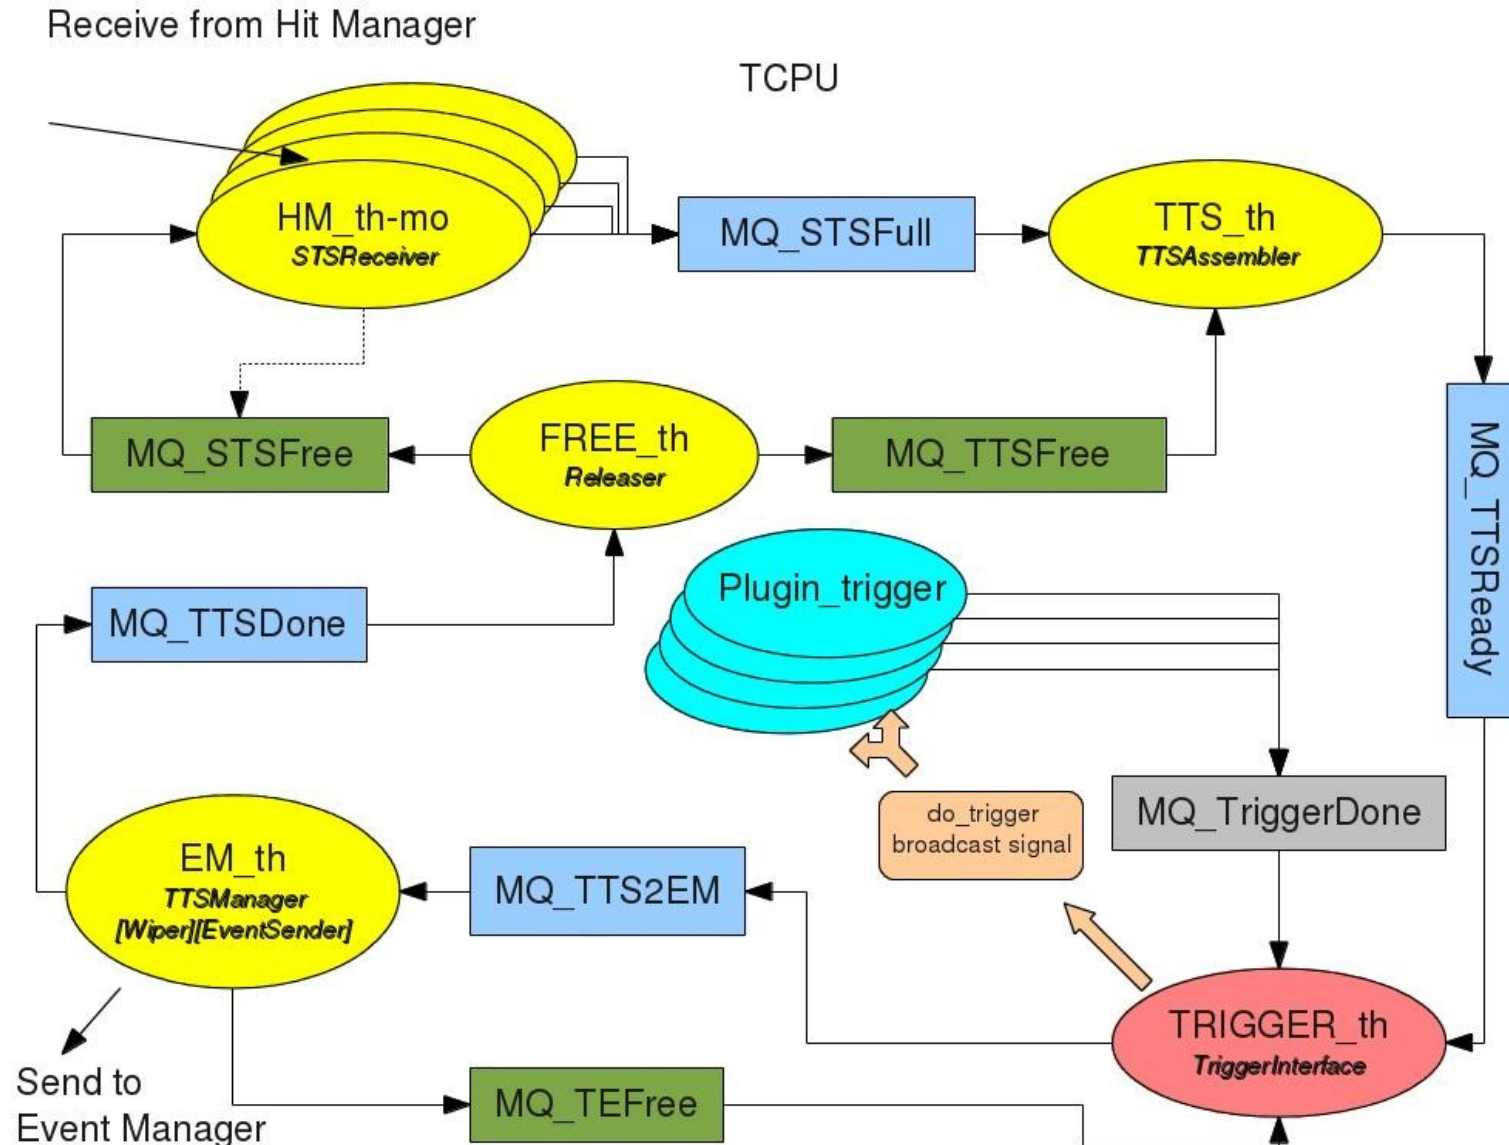 Receive from Hit Manager
TCPU
HM_th-mo
STSReceiver
MQ_STSFull
TTS_th
TTSAssembler
MQ_STSFree
FREE_th
Releaser
MQ_TTSFree
MQ_TTSReady
MQ_TTSDone
Plugin_trigger
do_trigger
broadcast signal
MQ_TriggerDone
EM_th
TTSManager
[Wiper][EventSender]
MQ_TTS2EM
TRIGGER_th
TriggerInterface
Send to
Event Manager
MQ_TEFree